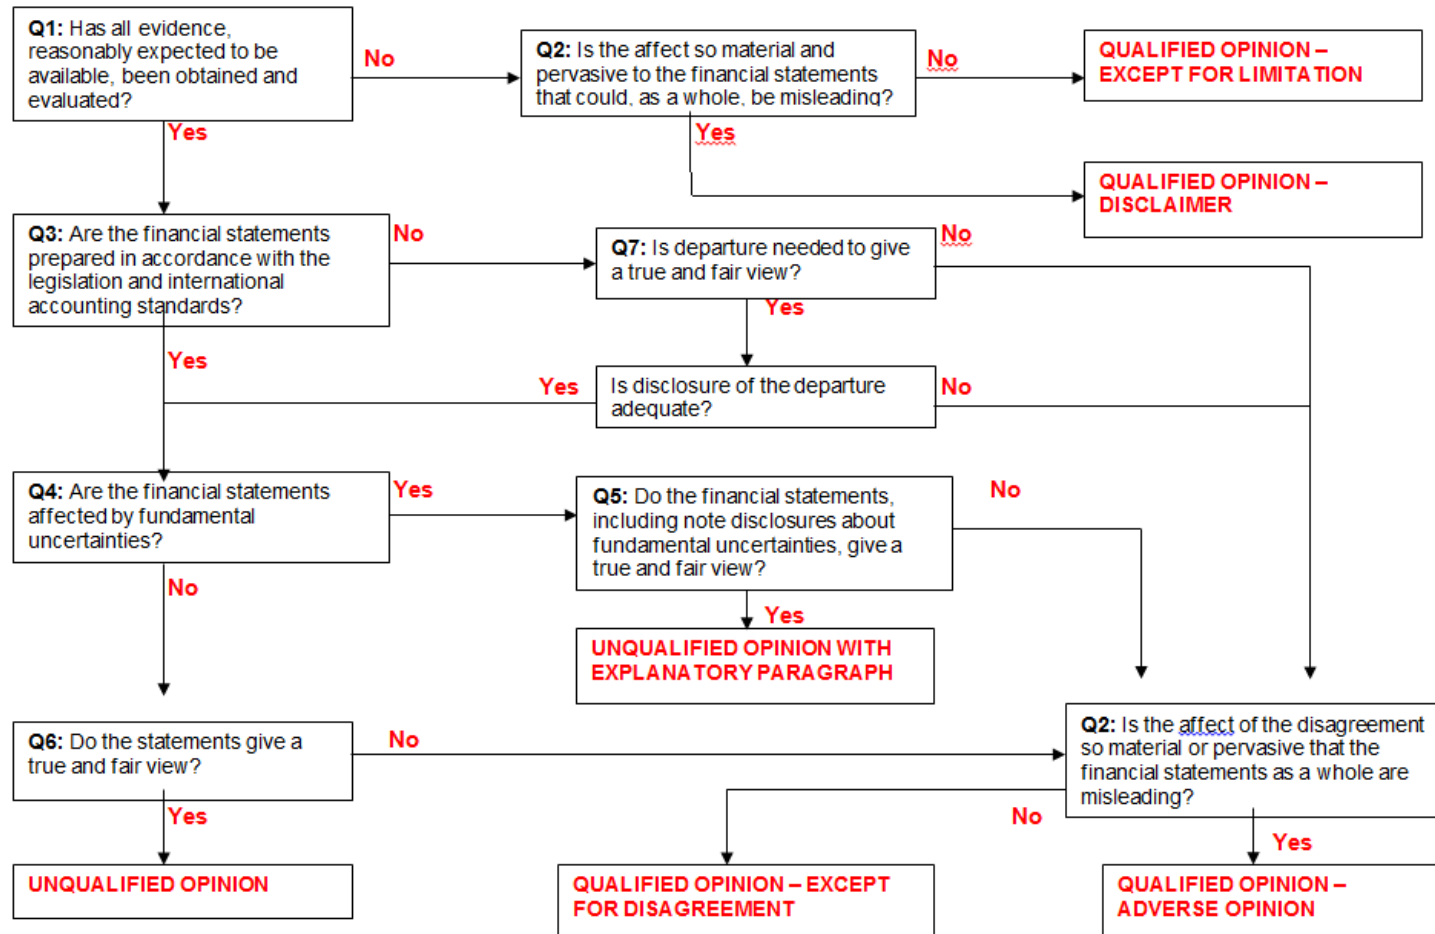 Q1: Has all evidence,
reasonably expected to be
available, been obtained and
evaluated?
No
Q2: Is the affect so material and
pervasive to the financial statements
that could, as a whole, be misleading?
No
QUALIFIED OPINION –
EXCEPT FOR LIMITATION
Yes
Yes
QUALIFIED OPINION –
DISCLAIMER
Q3: Are the financial statements
prepared in accordance with the
legislation and international
accounting standards?
No
Q7: Is departure needed to give
a true and fair view?
No
Yes
Yes
Yes
Is disclosure of the departure
adequate?
No
Q4: Are the financial statements
affected by fundamental
uncertainties?
Yes
Q5: Do the financial statements,
including note disclosures about
fundamental uncertainties, give a
true and fair view?
No
No
Yes
UNQUALIFIED OPINION WITH
EXPLANATORY PARAGRAPH
Q6: Do the statements give a
true and fair view?
No
Q2: Is the affect of the disagreement
so material or pervasive that the
financial statements as a whole are
misleading?
Yes
No
Yes
UNQUALIFIED OPINION
QUALIFIED OPINION – EXCEPT
FOR DISAGREEMENT
QUALIFIED OPINION –
ADVERSE OPINION